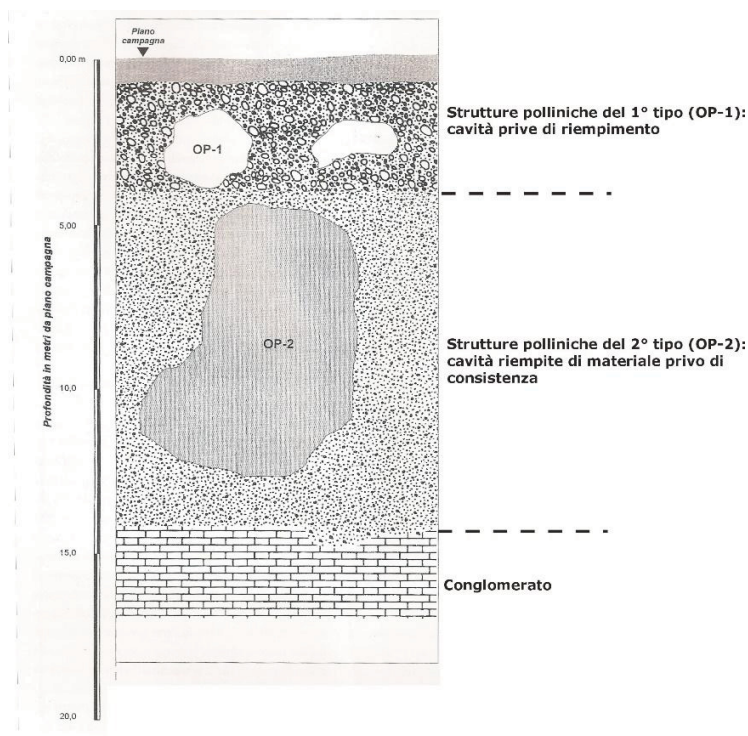 Piano
campagna
0,00 m
Strutture polliniche del 1° tipo (OP-1):
cavità prive di riempimento
OP-1
5,00
Profondità in metri da piano campagna
Strutture polliniche del 2° tipo (OP-2):
cavità riempite di materiale privo di
consistenza
OP-2
10,0
15,0
Conglomerato
20,0